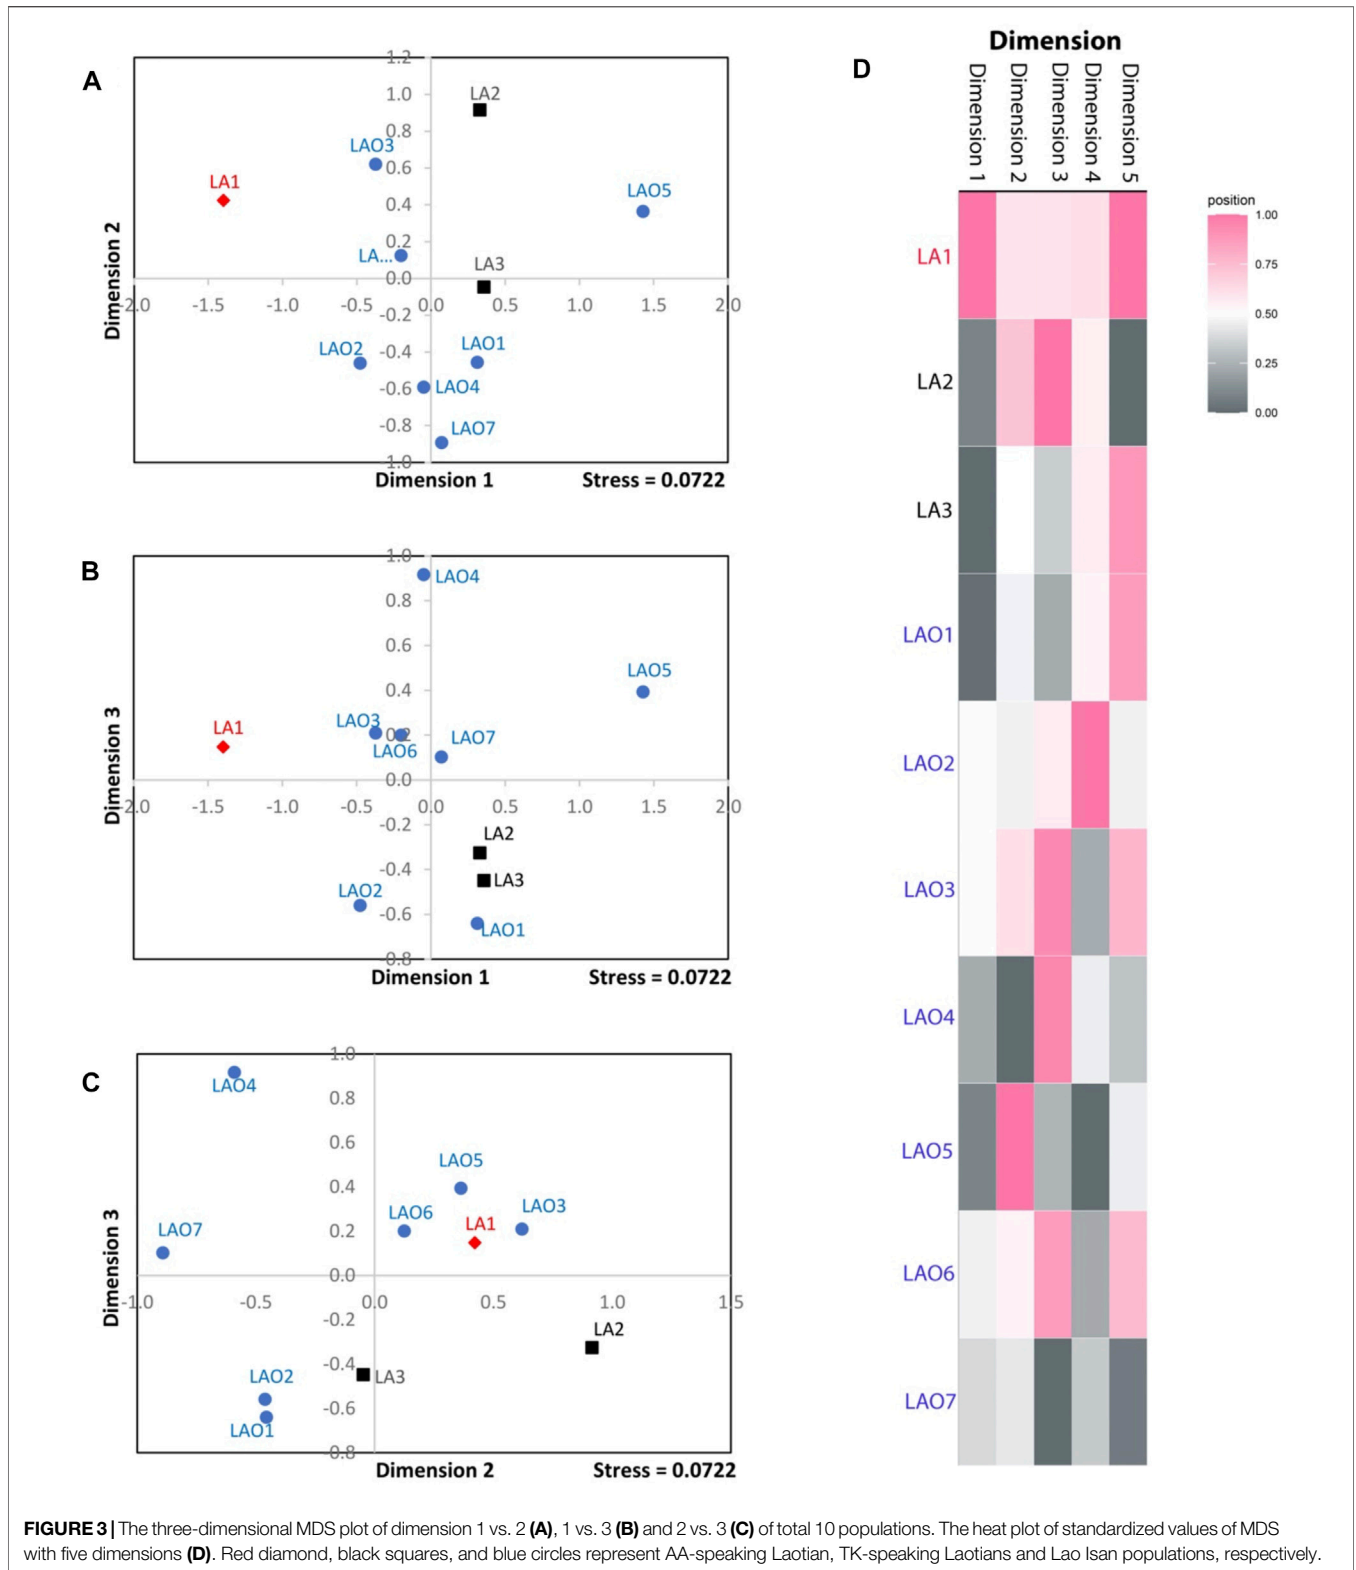 A
1.2
LA2
1.0
0.8
LAO3
0.6
LA1
LAO5
0.4
0.2
LA...
LA3
0.0
Dimension 2
-2.0 -1.5 -1.0 -0.5 0.0 0.5 1.0 1.5 2.0
-0.2
LAO2
-0.4
LAO1
-0.6
LAO4
-0.8
LAO7
-1.0
Dimension 1
Stress = 0.0722
B
1.0
LAO4
0.8
0.6
LAO5
0.4
LA1
LAO3
0.2
LAO6
LAO7
0.0
Dimension 3
-2.0 -1.5 -1.0 -0.5 0.0 0.5 1.0 1.5 2.0
-0.2
LA2
-0.4
LA3
LAO2
-0.6
LAO1
-0.8
Dimension 1
Stress = 0.0722
C
1.0
LAO4
0.8
0.6
LAO5
0.4
LAO6
LAO3
LAO7
0.2
LA1
0.0
Dimension 3
-1.0 -0.5 0.0 0.5 1.0 1.5
-0.2
LA2
-0.4
LA3
LAO2
-0.6
LAO1
-0.8
Dimension 2
Stress = 0.0722
D
Dimension
Dimension 1
Dimension 2
Dimension 3
Dimension 4
Dimension 5
LA1
LA2
LA3
LAO1
LAO2
LAO3
LAO4
LAO5
LAO6
LAO7
position
1.00
0.75
0.50
0.25
0.00
FIGURE 3 | The three-dimensional MDS plot of dimension 1 vs. 2 (A), 1 vs. 3 (B) and 2 vs. 3 (C) of total 10 populations. The heat plot of standardized values of MDS
with five dimensions (D). Red diamond, black squares, and blue circles represent AA-speaking Laotian, TK-speaking Laotians and Lao Isan populations, respectively.